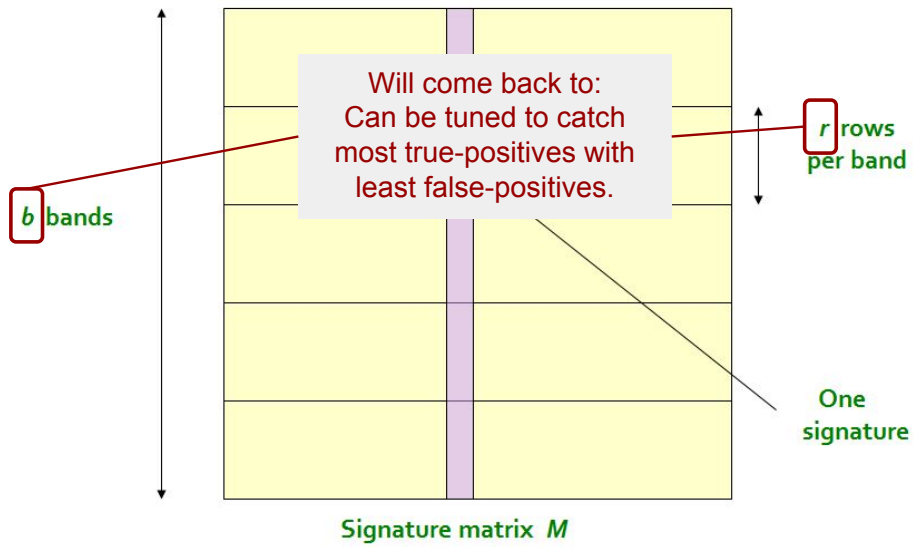 Will come back to:
Can be tuned to catch
most true-positives with
least false-positives.
r rows
per band
b bands
One
signature
Signature matrix M